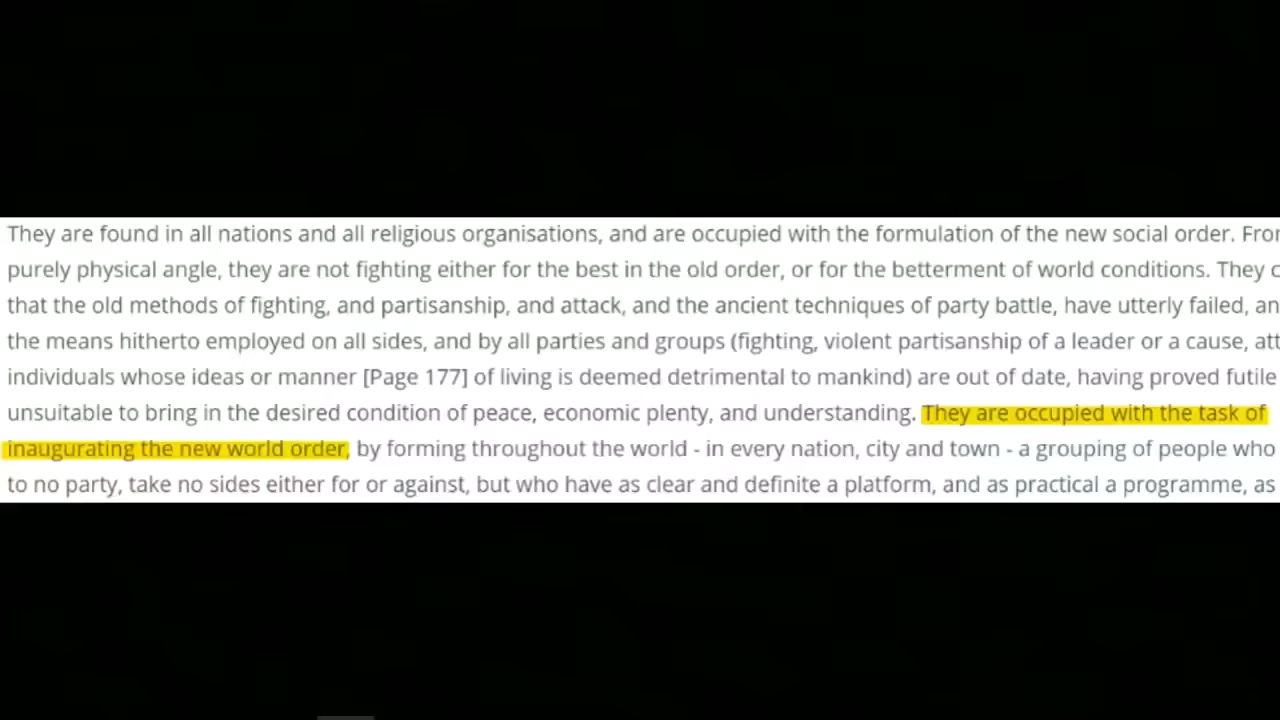 They are found in all nations and all religious organisations, and are occupied with the formulation of the new social order.
purely physical angle, they are not fighting either for the best in the old order, or for the betterment of world conditions. They
that the old methods of fighting, and partisanship, and attack, and the ancient techniques of party battle, have utterly failed,
the means hitherto employed on all sides, and by all parties and groups (fighting, violent partisanship of a leader or a cause,
individuals whose ideas or manner [Page 177] of living is deemed detrimental to mankind) are out of date, having proved futile
unsuitable to bring in the desired condition of peace, economic plenty, and understanding. They are occupied with the task of
inaugurating the new world order, by forming throughout the world - in every nation, city and town - a grouping of people who
to no party, take no sides either for or against, but who have as clear and definite a platform, and as practical a programme, as